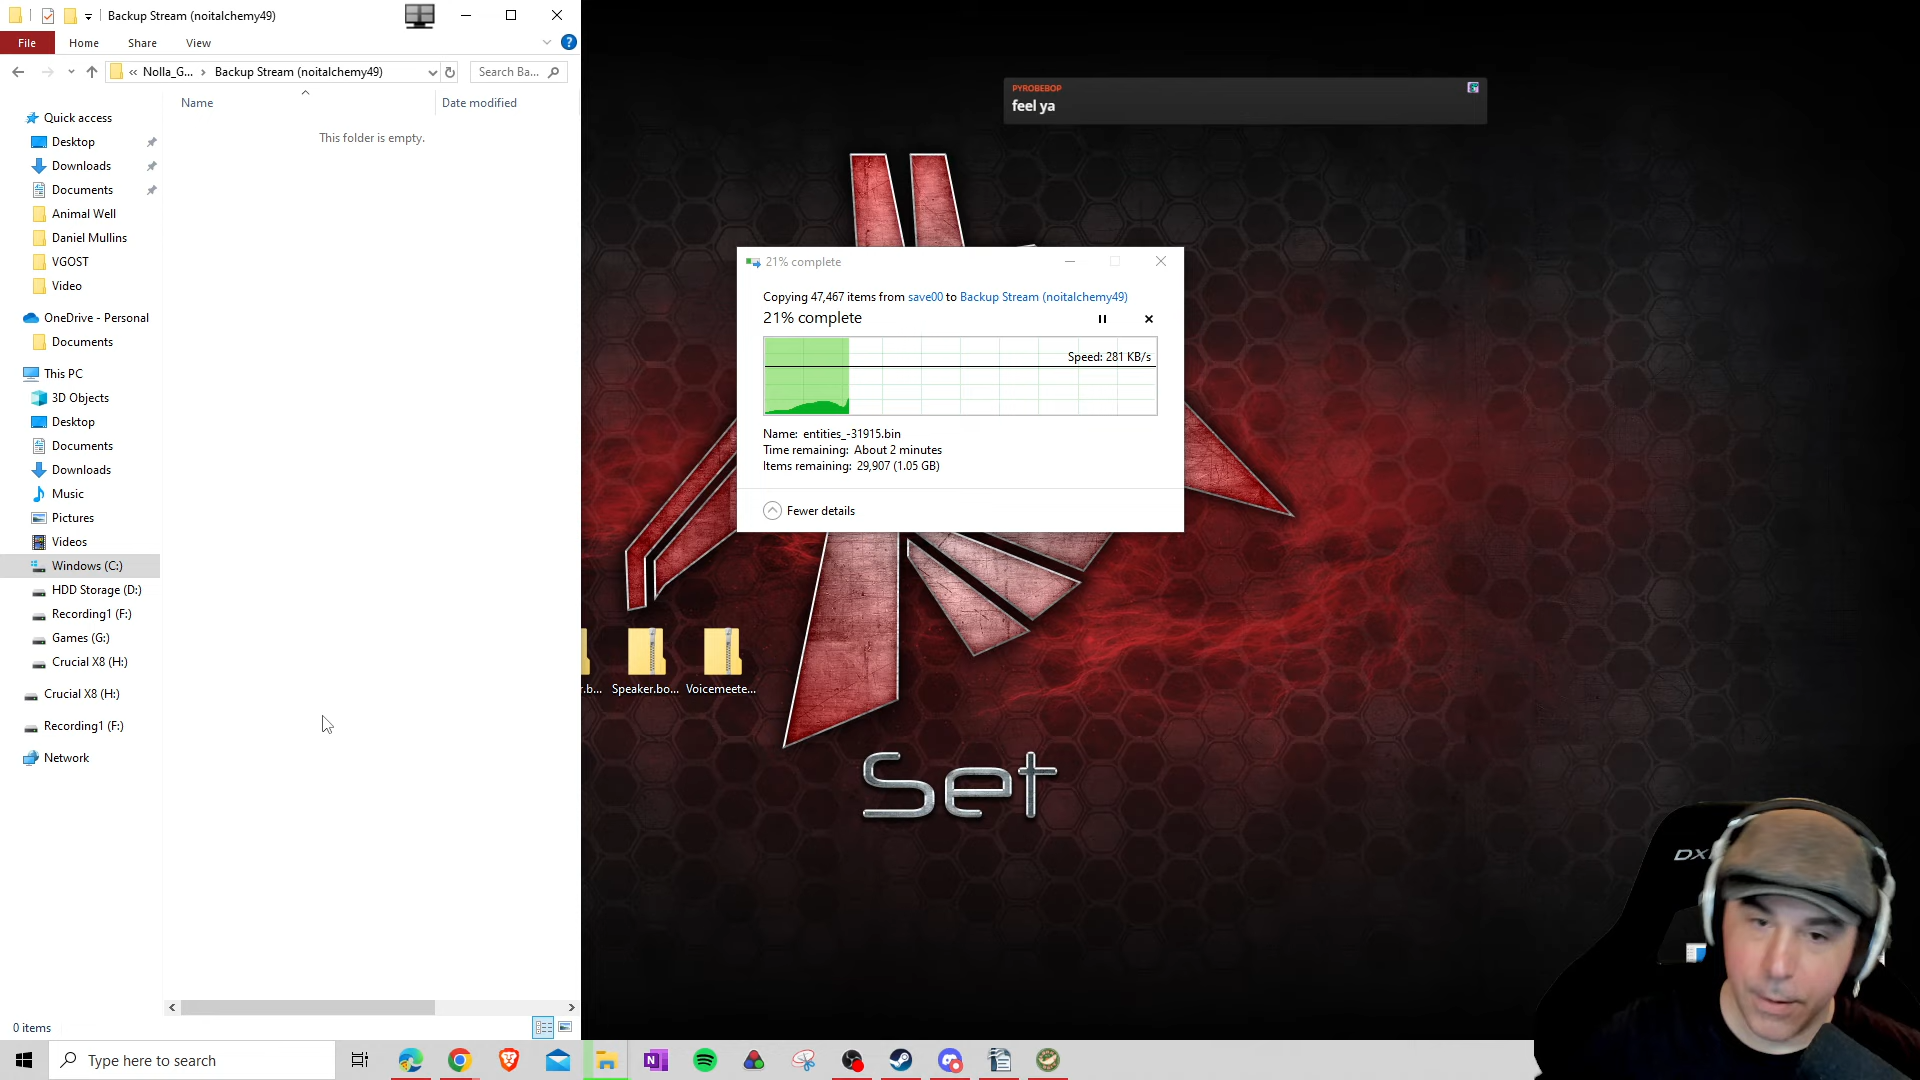 Backup Stream (noitalchemy49)
File
Home
Share
View
?
« Nolla_G... › Backup Stream (noitalchemy49)
Search Ba...
Name
Date modified
This folder is empty.
Quick access
Desktop
Downloads
Documents
Animal Well
Daniel Mullins
VGOST
Video
OneDrive - Personal
Documents
This PC
3D Objects
Desktop
Documents
Downloads
Music
Pictures
Videos
Windows (C:)
HDD Storage (D:)
Recording1 (F:)
Games (G:)
Crucial X8 (H:)
Crucial X8 (H:)
Recording1 (F:)
Network
0 items
PYROBEBOP
feel ya
21% complete
Copying 47,467 items from save00 to Backup Stream (noitalchemy49)
21% complete
Speed: 281 KB/s
Name: entities_-31915.bin
Time remaining: About 2 minutes
Items remaining: 29,907 (1.05 GB)
Fewer details
r.b...
Speaker.bo...
Voicemeete...
Set
Type here to search
N